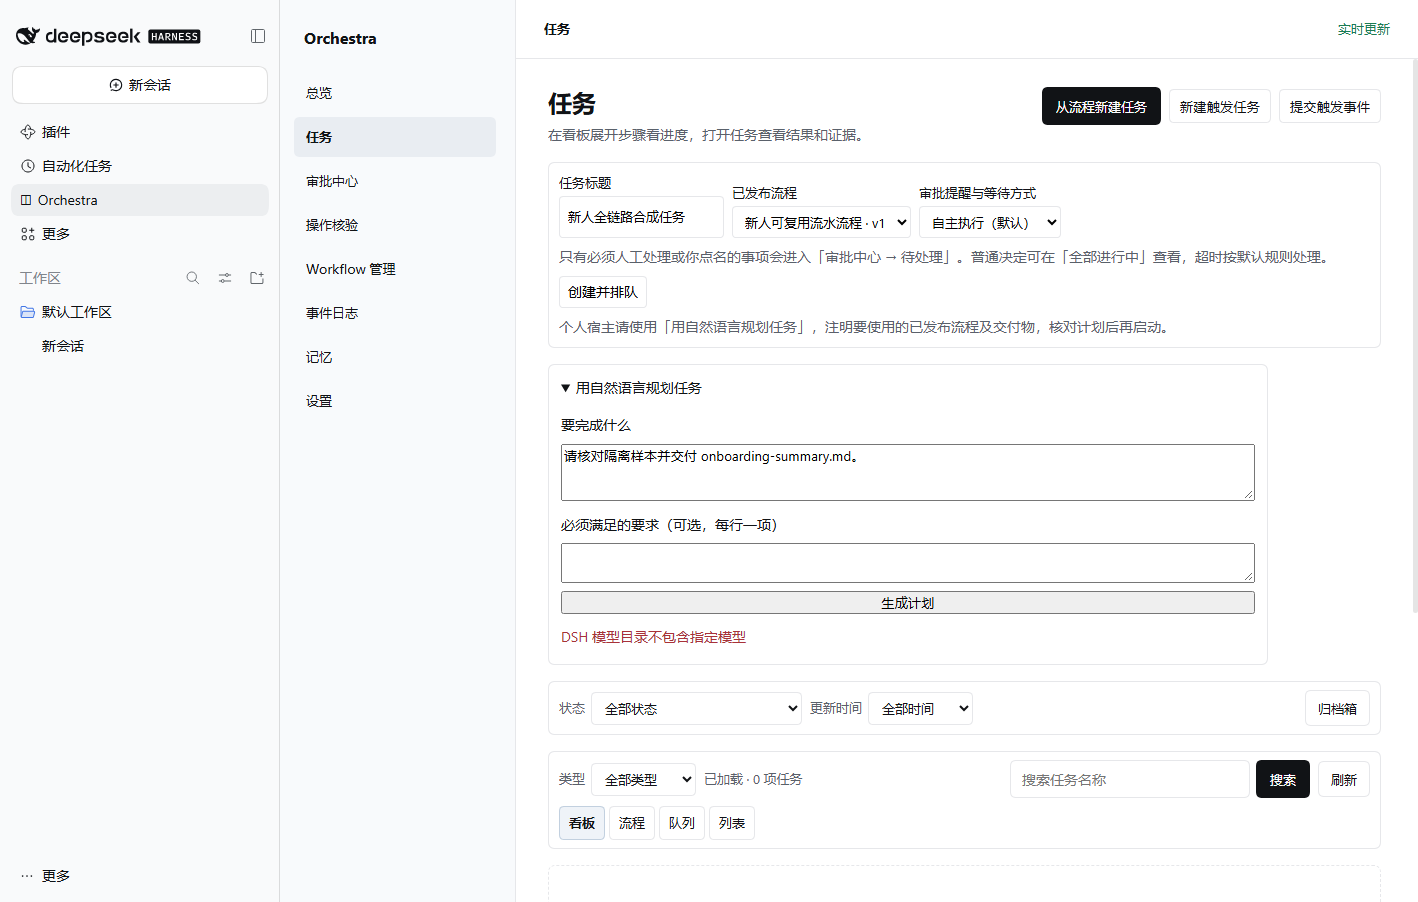 deepseek HARNESS
新会话
插件
自动化任务
Orchestra
更多
工作区
默认工作区
新会话
更多
Orchestra
总览
任务
审批中心
操作核验
Workflow 管理
事件日志
记忆
设置
任务
实时更新
任务
在看板展开步骤看进度，打开任务查看结果和证据。
从流程新建任务
新建触发任务
提交触发事件
任务标题
新人全链路合成任务
已发布流程
新人可复用流水流程 · v1
审批提醒与等待方式
自主执行（默认）
只有必须人工处理或你点名的事项会进入「审批中心 → 待处理」。普通决定可在「全部进行中」查看，超时按默认规则处理。
创建并排队
个人宿主请使用「用自然语言规划任务」，注明要使用的已发布流程及交付物，核对计划后再启动。
▼ 用自然语言规划任务
要完成什么
请核对隔离样本并交付 onboarding-summary.md。
必须满足的要求（可选，每行一项）
生成计划
DSH 模型目录不包含指定模型
状态 全部状态 更新时间 全部时间 归档箱
类型 全部类型 已加载 · 0 项任务 搜索任务名称 搜索 刷新
看板 流程 队列 列表